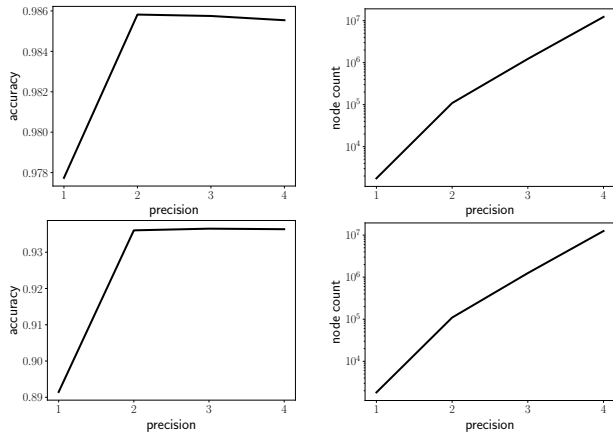 0.986
0.984
0.982
0.980
0.978
accuracy
1 2 3 4
precision
10^7
10^6
10^5
10^4
node count
1 2 3 4
precision
0.93
0.92
0.91
0.90
0.89
accuracy
1 2 3 4
precision
10^7
10^6
10^5
10^4
node count
1 2 3 4
precision